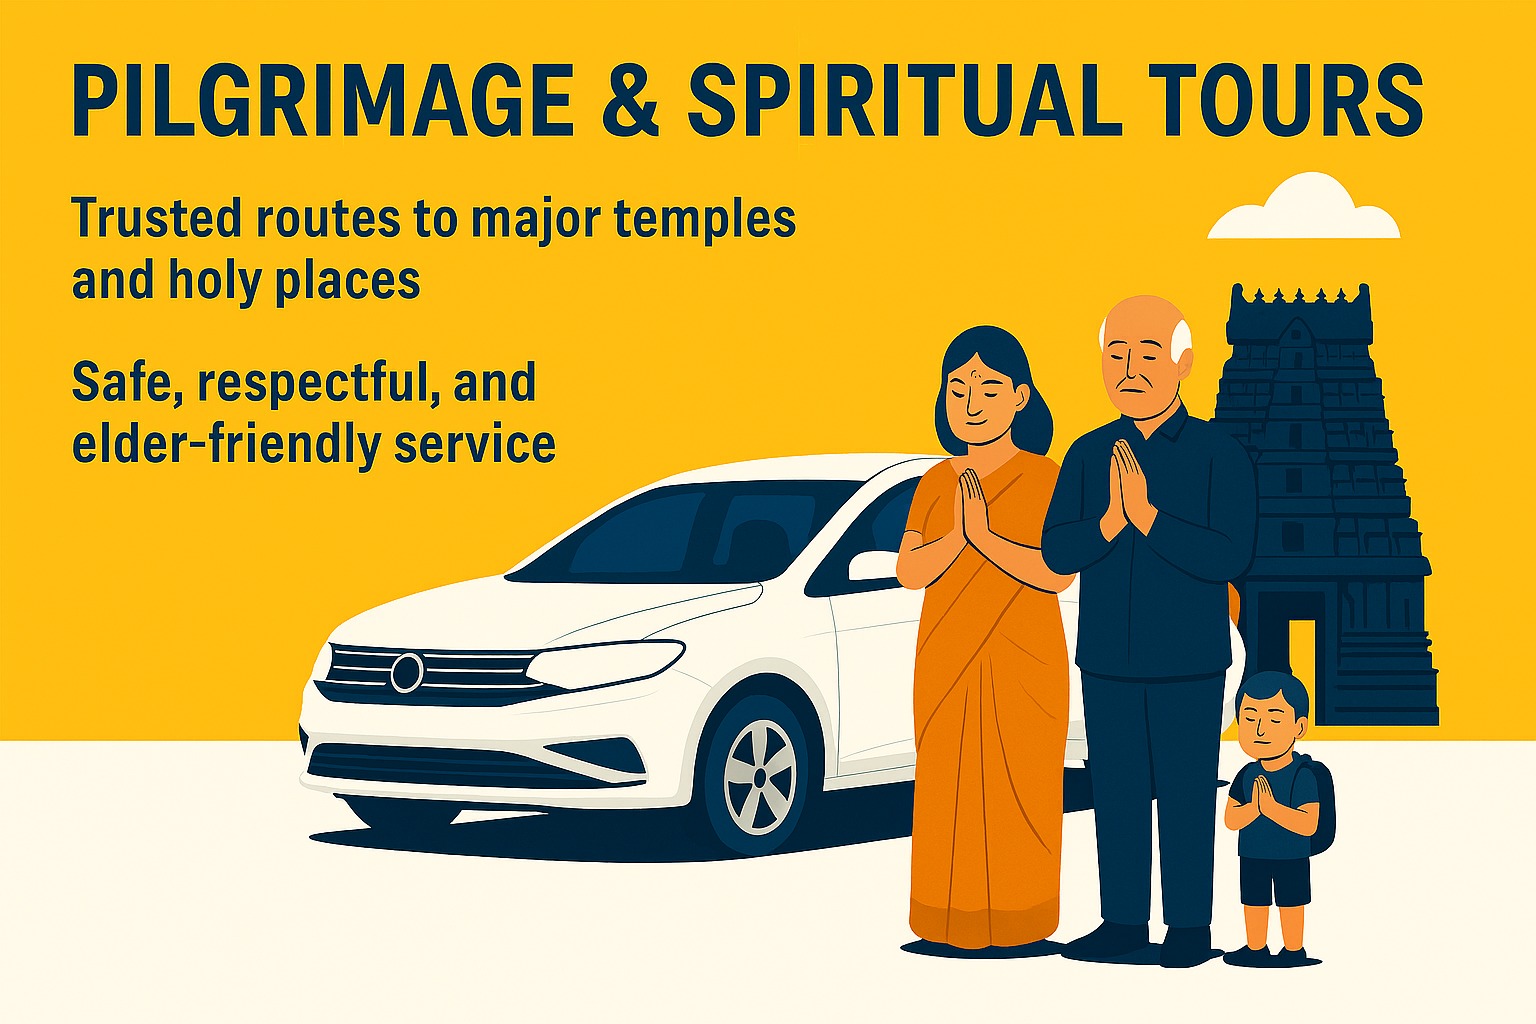 PILGRIMAGE & SPIRITUAL TOURS
Trusted routes to major temples
and holy places
Safe, respectful, and
elder-friendly service